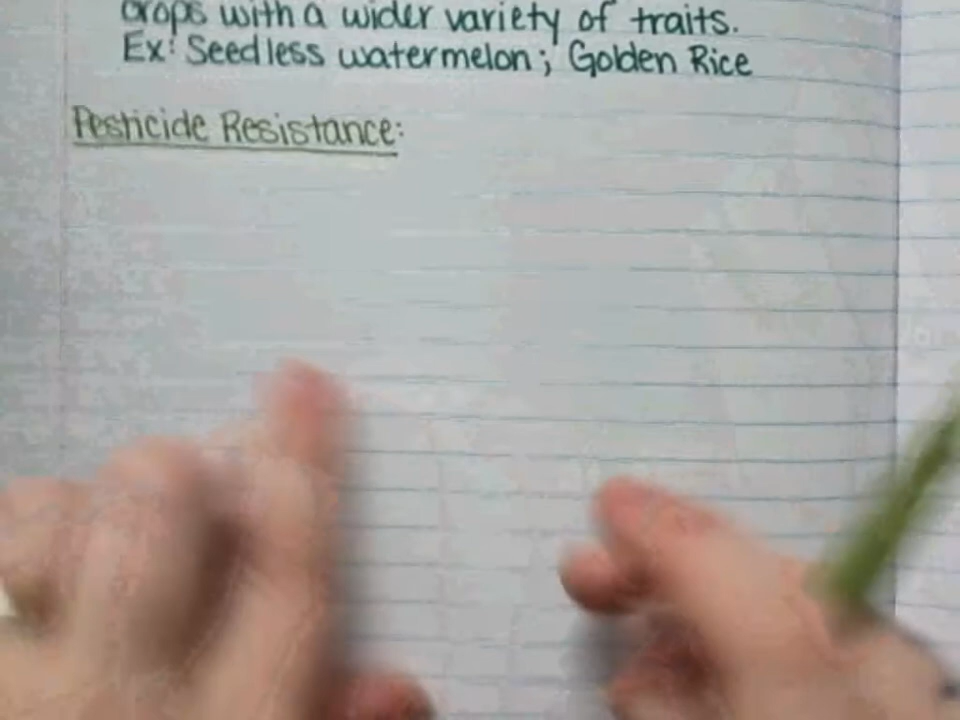 crops with a wider variety of traits.
Ex: Seedless watermelon; Golden Rice
Pesticide Resistance: